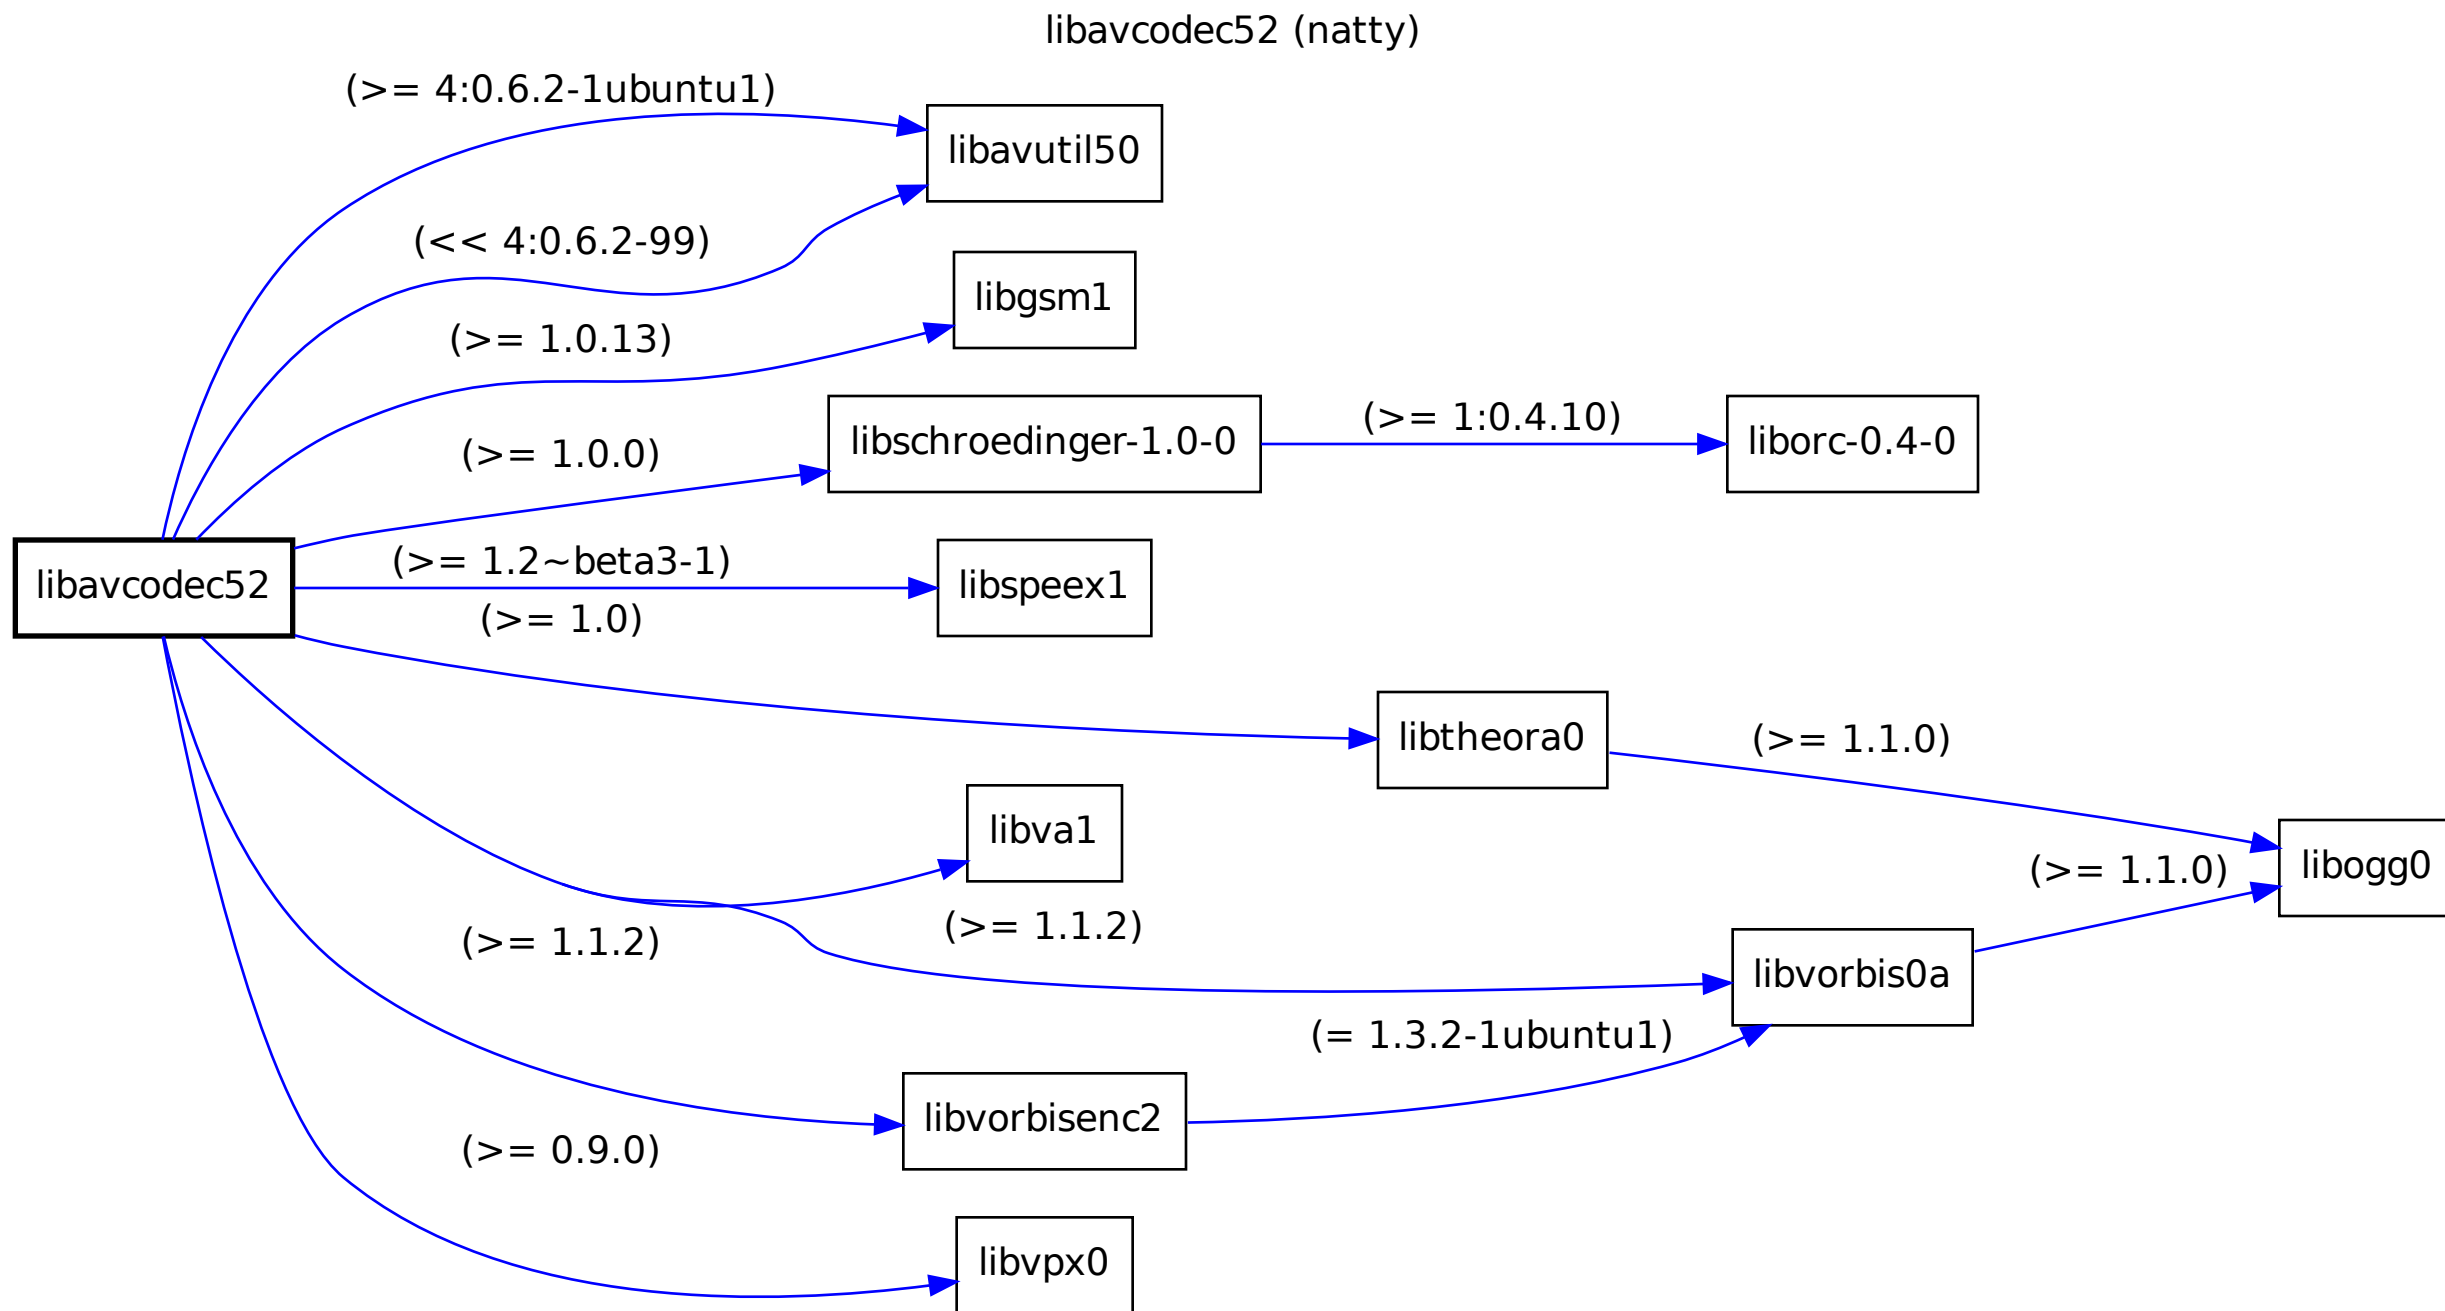 libavcodec52 (natty)
(>= 4:0.6.2-1ubuntu1)
libavutil50
(<< 4:0.6.2-99)
libgsm1
(>= 1.0.13)
libschroedinger-1.0-0
(>= 1:0.4.10)
liborc-0.4-0
(>= 1.0.0)
libavcodec52
(>= 1.2~beta3-1)
libspeex1
(>= 1.0)
libtheora0
(>= 1.1.0)
libva1
libogg0
(>= 1.1.0)
(>= 1.1.2)
(>= 1.1.2)
libvorbis0a
(= 1.3.2-1ubuntu1)
libvorbisenc2
(>= 0.9.0)
libvpx0